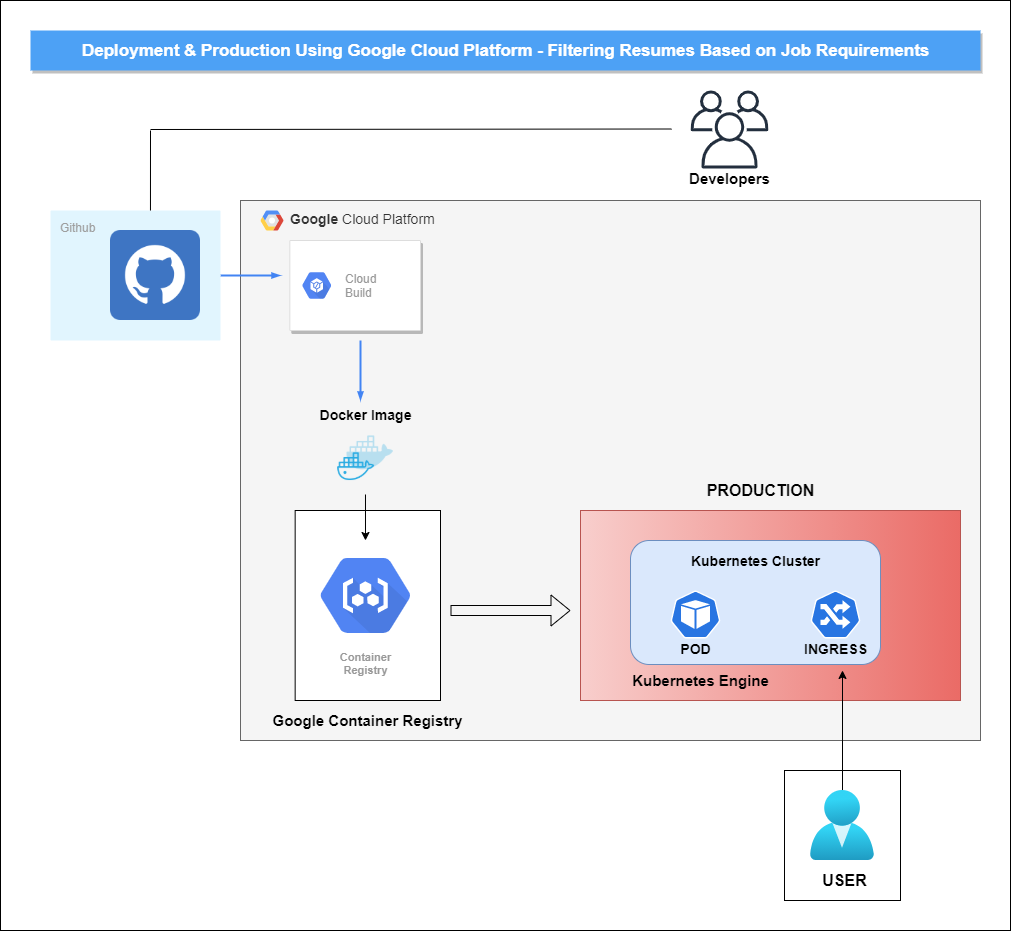 Deployment & Production Using Google Cloud Platform - Filtering Resumes Based on Job Requirements
Developers
Github
Google Cloud Platform
Cloud
Build
Docker Image
PRODUCTION
Kubernetes Cluster
POD
INGRESS
Kubernetes Engine
Container
Registry
Google Container Registry
USER